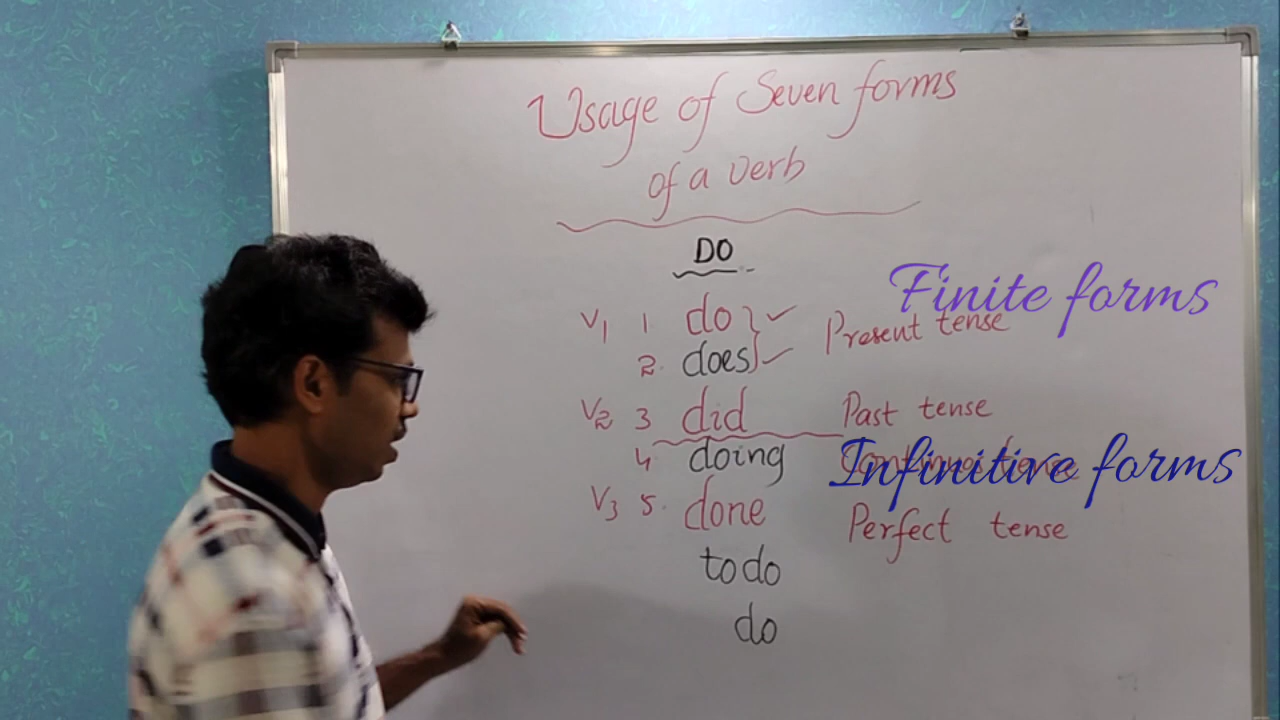 Usage of Seven forms
of a verb
DO
Finite forms
V1 1 do } Present tense
2. does
V2 3 did Past tense
4 doing tense
Infinitive forms
V3 5. done Perfect tense
to do
do